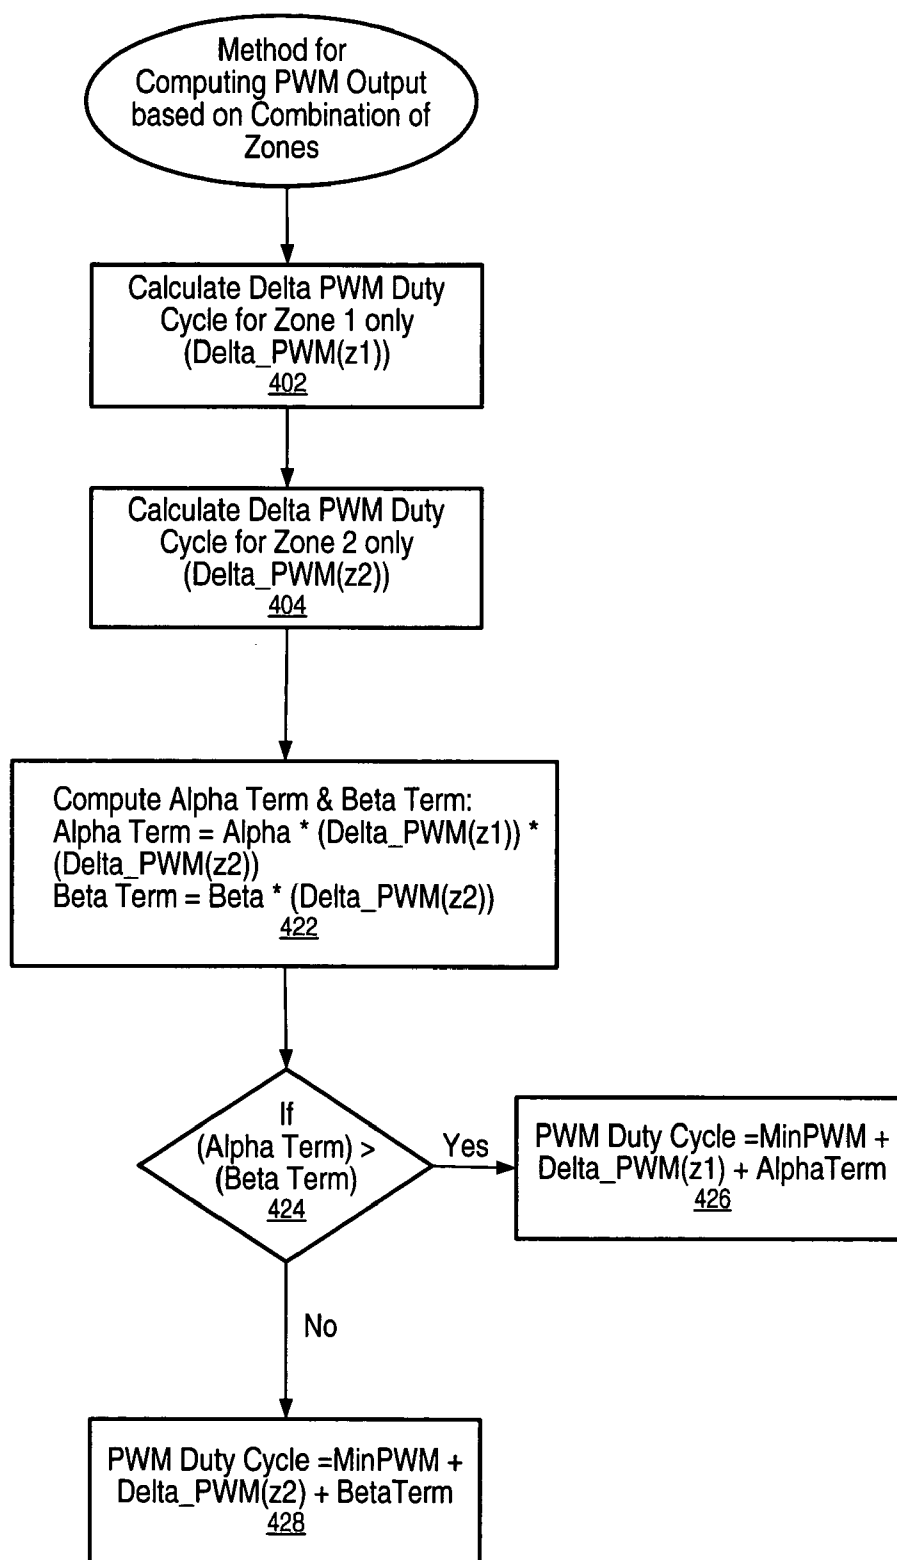 Method for
Computing PWM Output
based on Combination of
Zones
Calculate Delta PWM Duty
Cycle for Zone 1 only
(Delta_PWM(z1))
402
Calculate Delta PWM Duty
Cycle for Zone 2 only
(Delta_PWM(z2))
404
Compute Alpha Term & Beta Term:
Alpha Term = Alpha * (Delta_PWM(z1)) *
(Delta_PWM(z2))
Beta Term = Beta * (Delta_PWM(z2))
422
If
(Alpha Term) >
(Beta Term)
424
Yes
PWM Duty Cycle =MinPWM +
Delta_PWM(z1) + AlphaTerm
426
No
PWM Duty Cycle =MinPWM +
Delta_PWM(z2) + BetaTerm
428